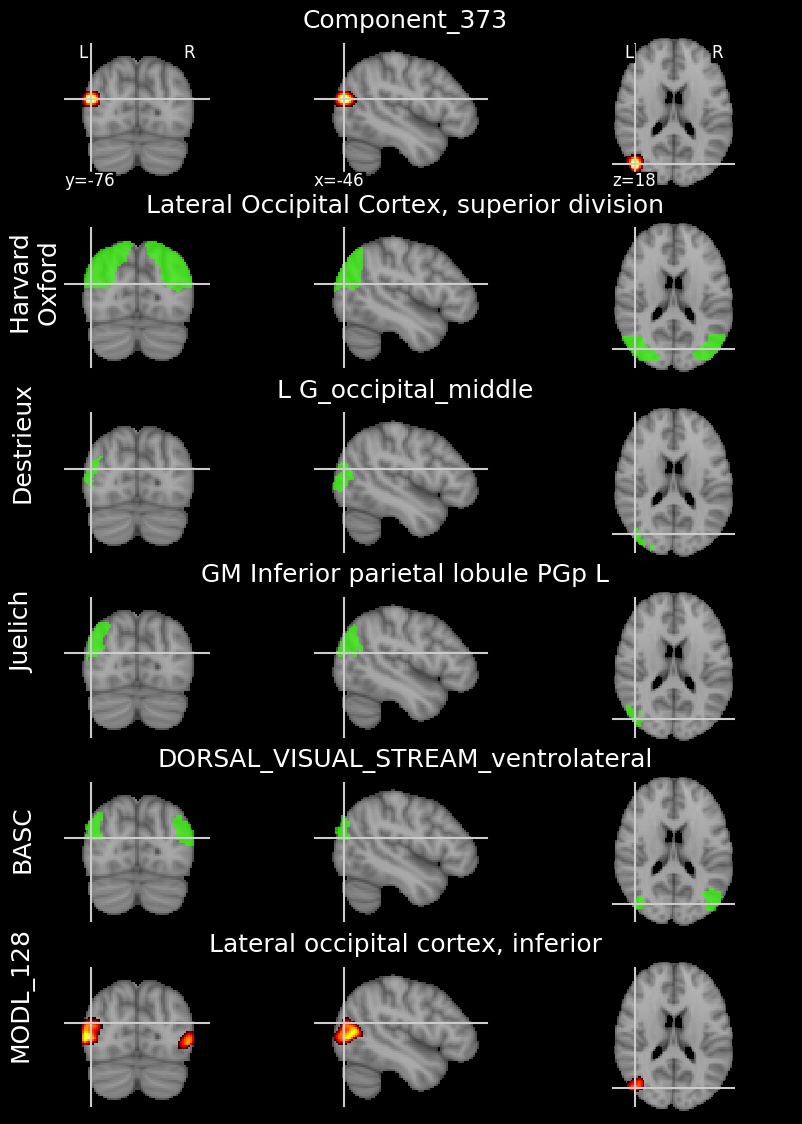 Component_373
L R
L R
y=-76
x=-46
z=18
Lateral Occipital Cortex, superior division
Harvard
Oxford
L G_occipital_middle
Destrieux
GM Inferior parietal lobule PGp L
Juelich
DORSAL_VISUAL_STREAM_ventrolateral
BASC
Lateral occipital cortex, inferior
MODL_128